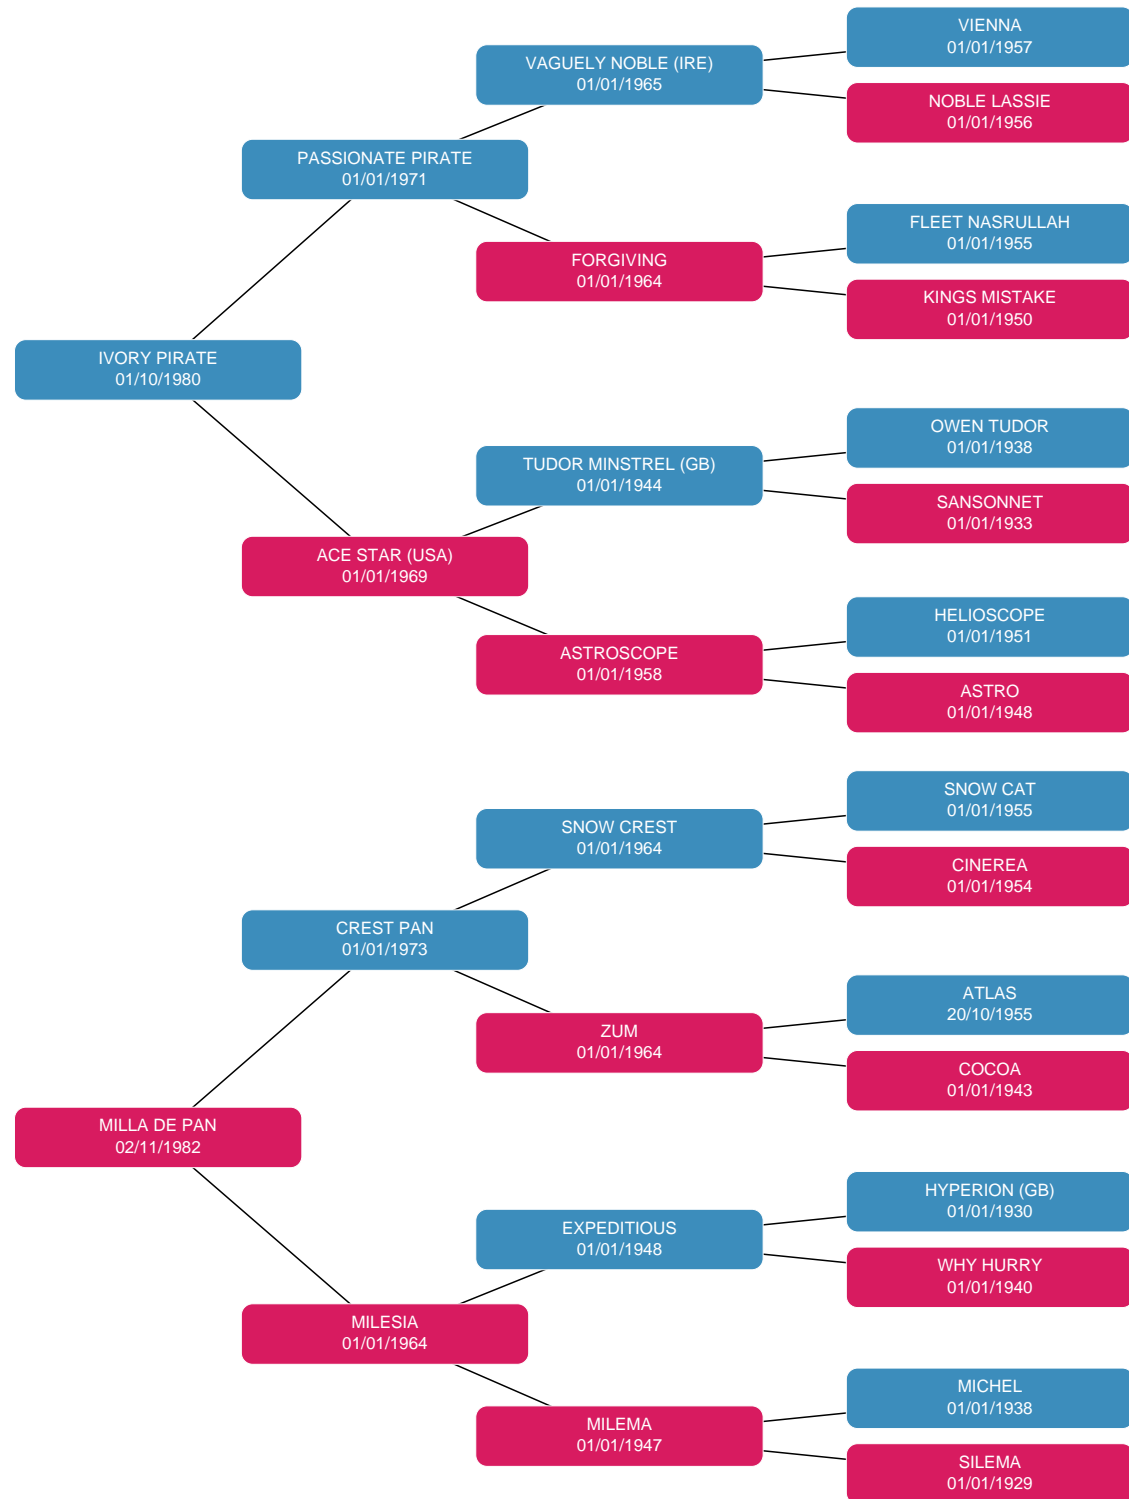 VIENNA
01/01/1957
VAGUELY NOBLE (IRE)
01/01/1965
NOBLE LASSIE
01/01/1956
PASSIONATE PIRATE
01/01/1971
FLEET NASRULLAH
01/01/1955
FORGIVING
01/01/1964
KINGS MISTAKE
01/01/1950
IVORY PIRATE
01/10/1980
OWEN TUDOR
01/01/1938
TUDOR MINSTREL (GB)
01/01/1944
SANSONNET
01/01/1933
ACE STAR (USA)
01/01/1969
HELIOSCOPE
01/01/1951
ASTROSCOPE
01/01/1958
ASTRO
01/01/1948
SNOW CAT
01/01/1955
SNOW CREST
01/01/1964
CINEREA
01/01/1954
CREST PAN
01/01/1973
ATLAS
20/10/1955
ZUM
01/01/1964
COCOA
01/01/1943
MILLA DE PAN
02/11/1982
HYPERION (GB)
01/01/1930
EXPEDITIOUS
01/01/1948
WHY HURRY
01/01/1940
MILESIA
01/01/1964
MICHEL
01/01/1938
MILEMA
01/01/1947
SILEMA
01/01/1929